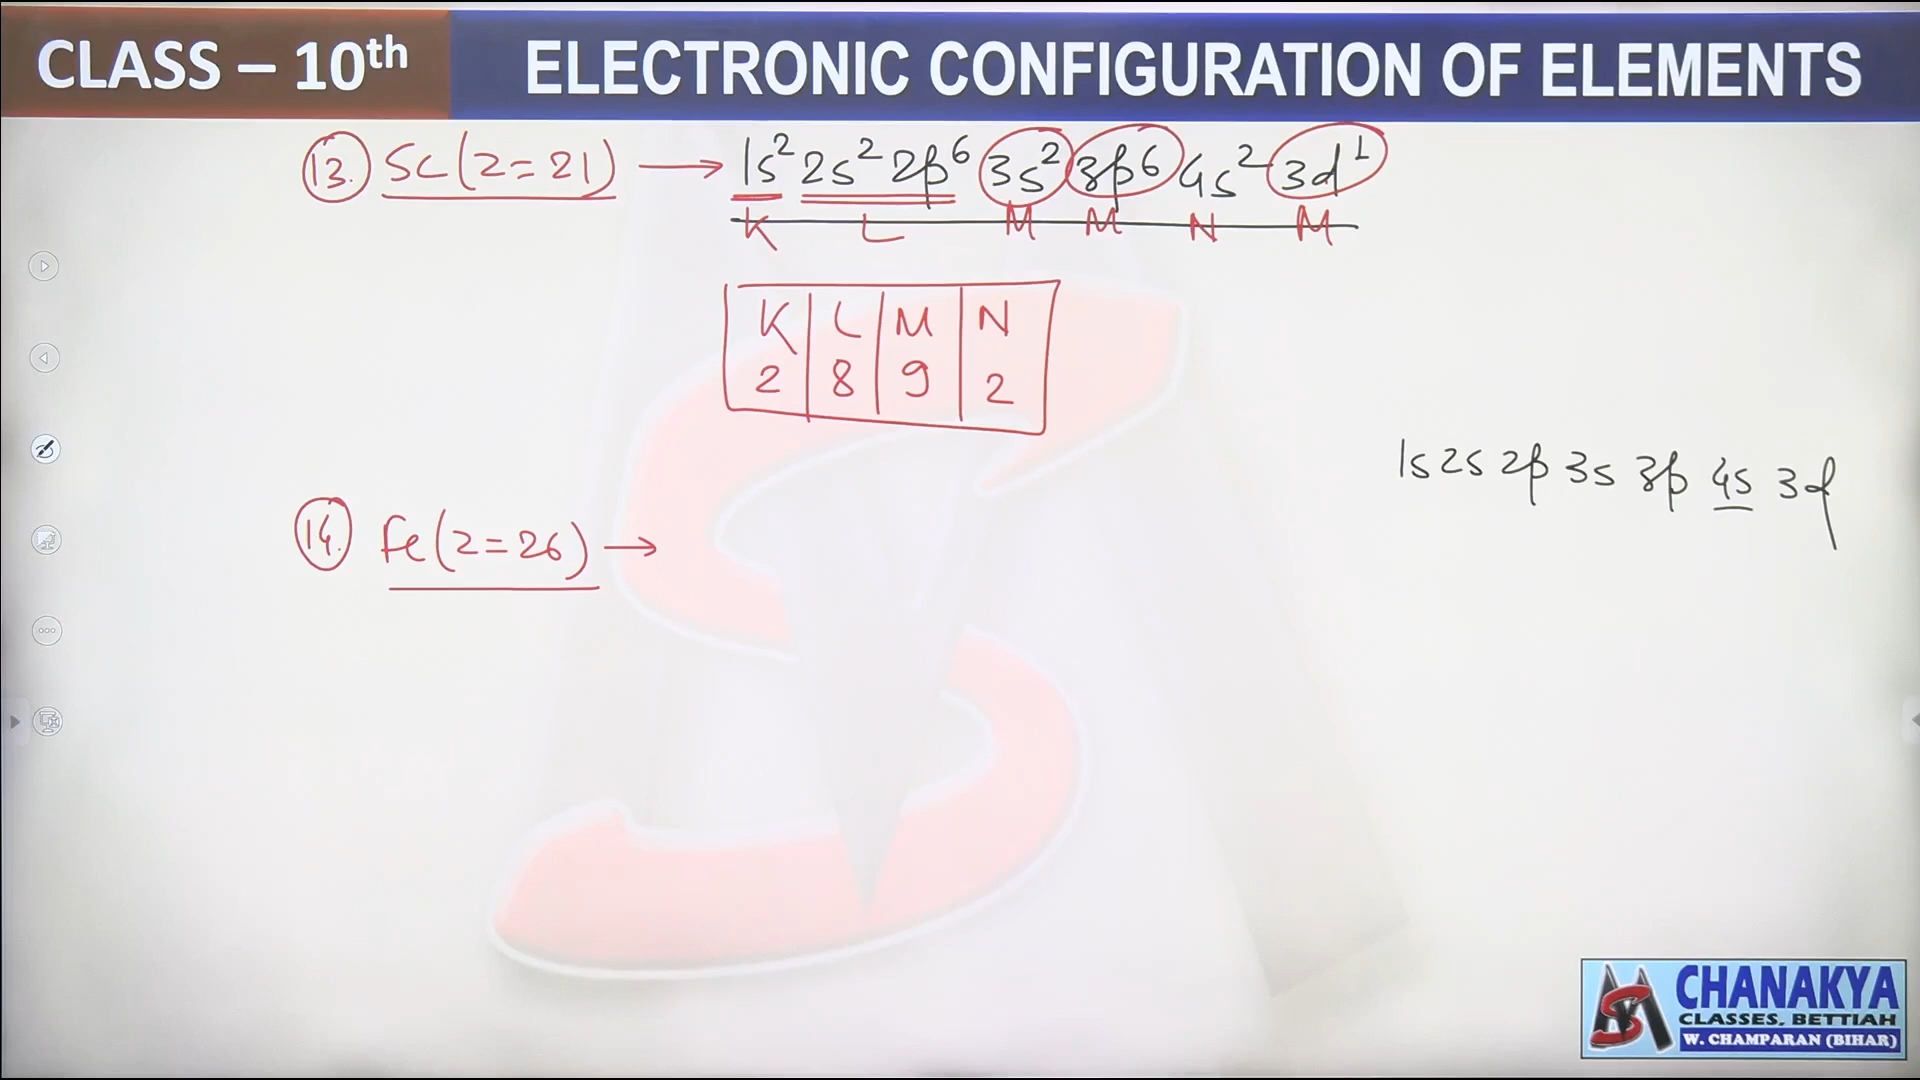 CLASS – 10th ELECTRONIC CONFIGURATION OF ELEMENTS
13. Sc(Z=21) → 1s² 2s² 2p⁶ 3s² 3p⁶ 4s² 3d¹
K L M M N M
K L M N
2 8 9 2
1s 2s 2p 3s 3p 4s 3d
14. Fe(Z=26) →
CHANAKYA
CLASSES, BETTIAH
W. CHAMPARAN (BIHAR)